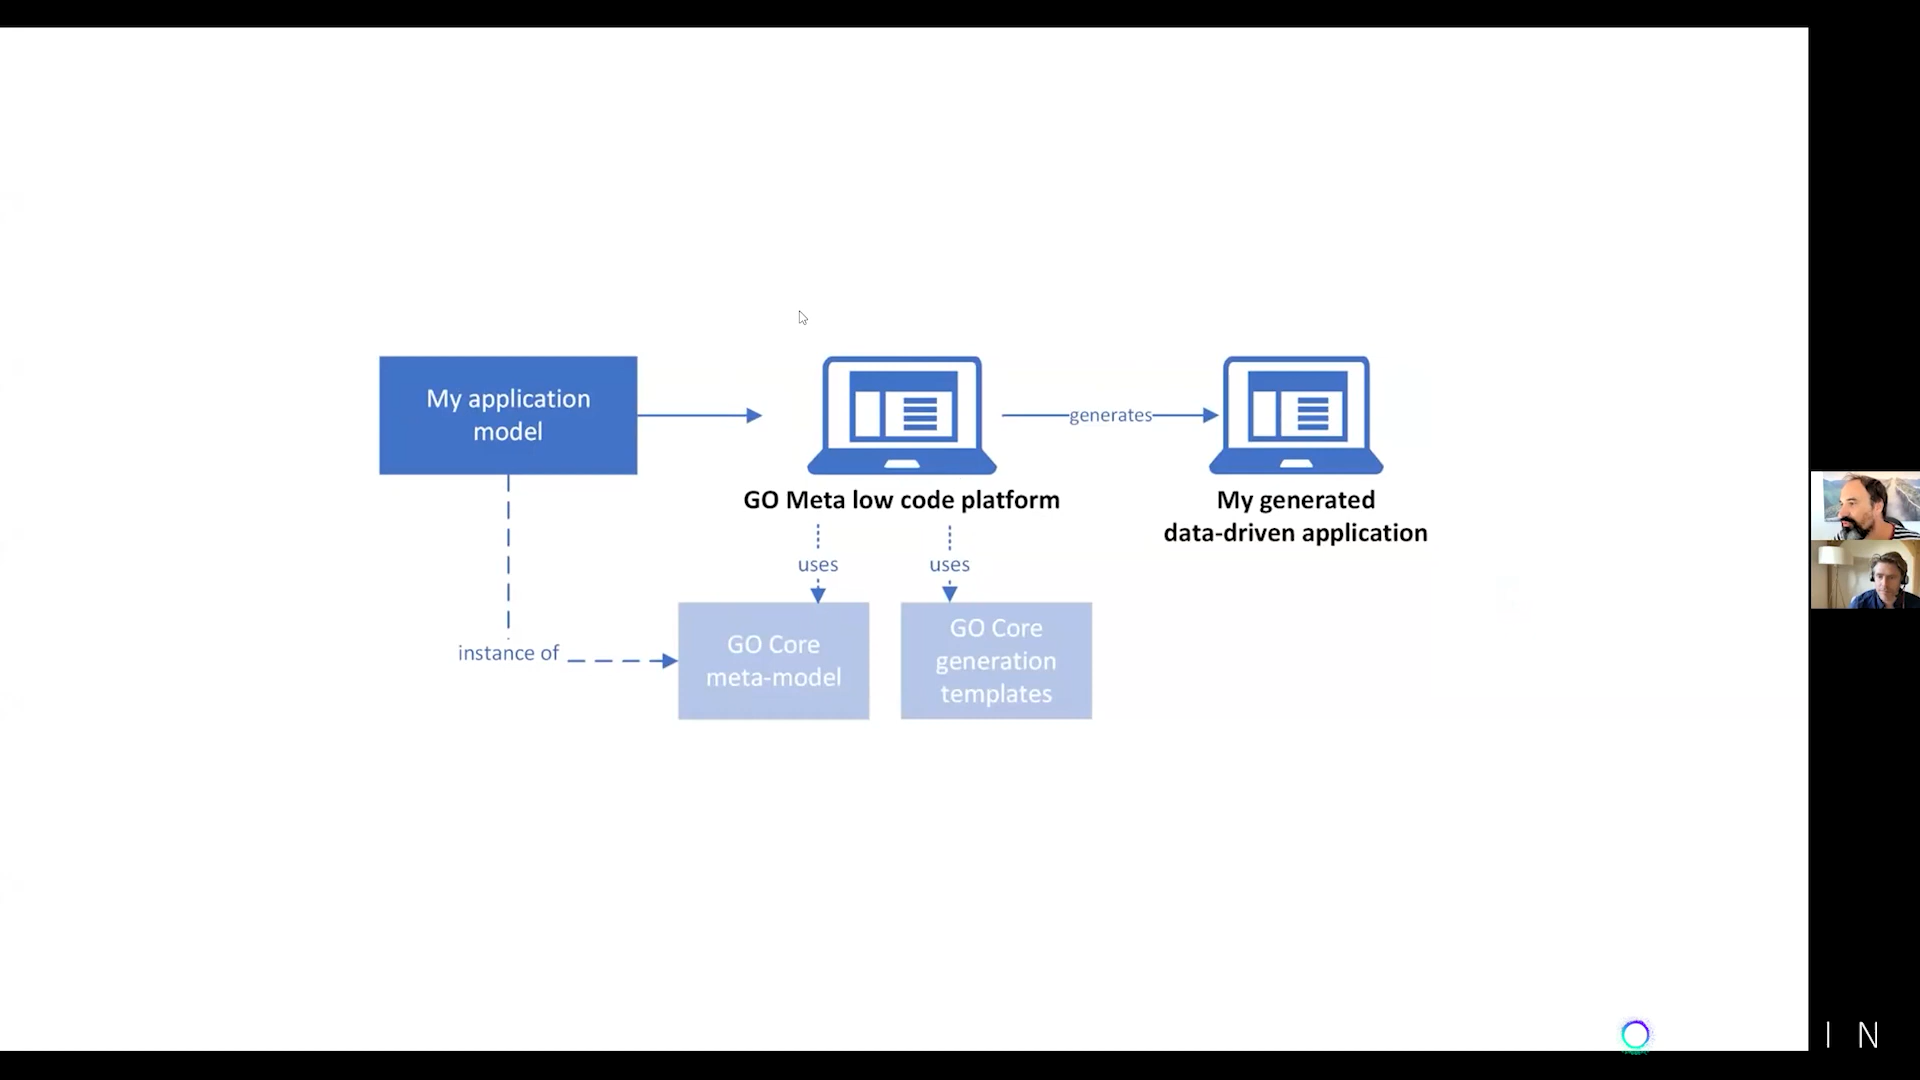 My application
model
generates
GO Meta low code platform
My generated
data-driven application
uses
uses
instance of
GO Core
meta-model
GO Core
generation
templates
I N